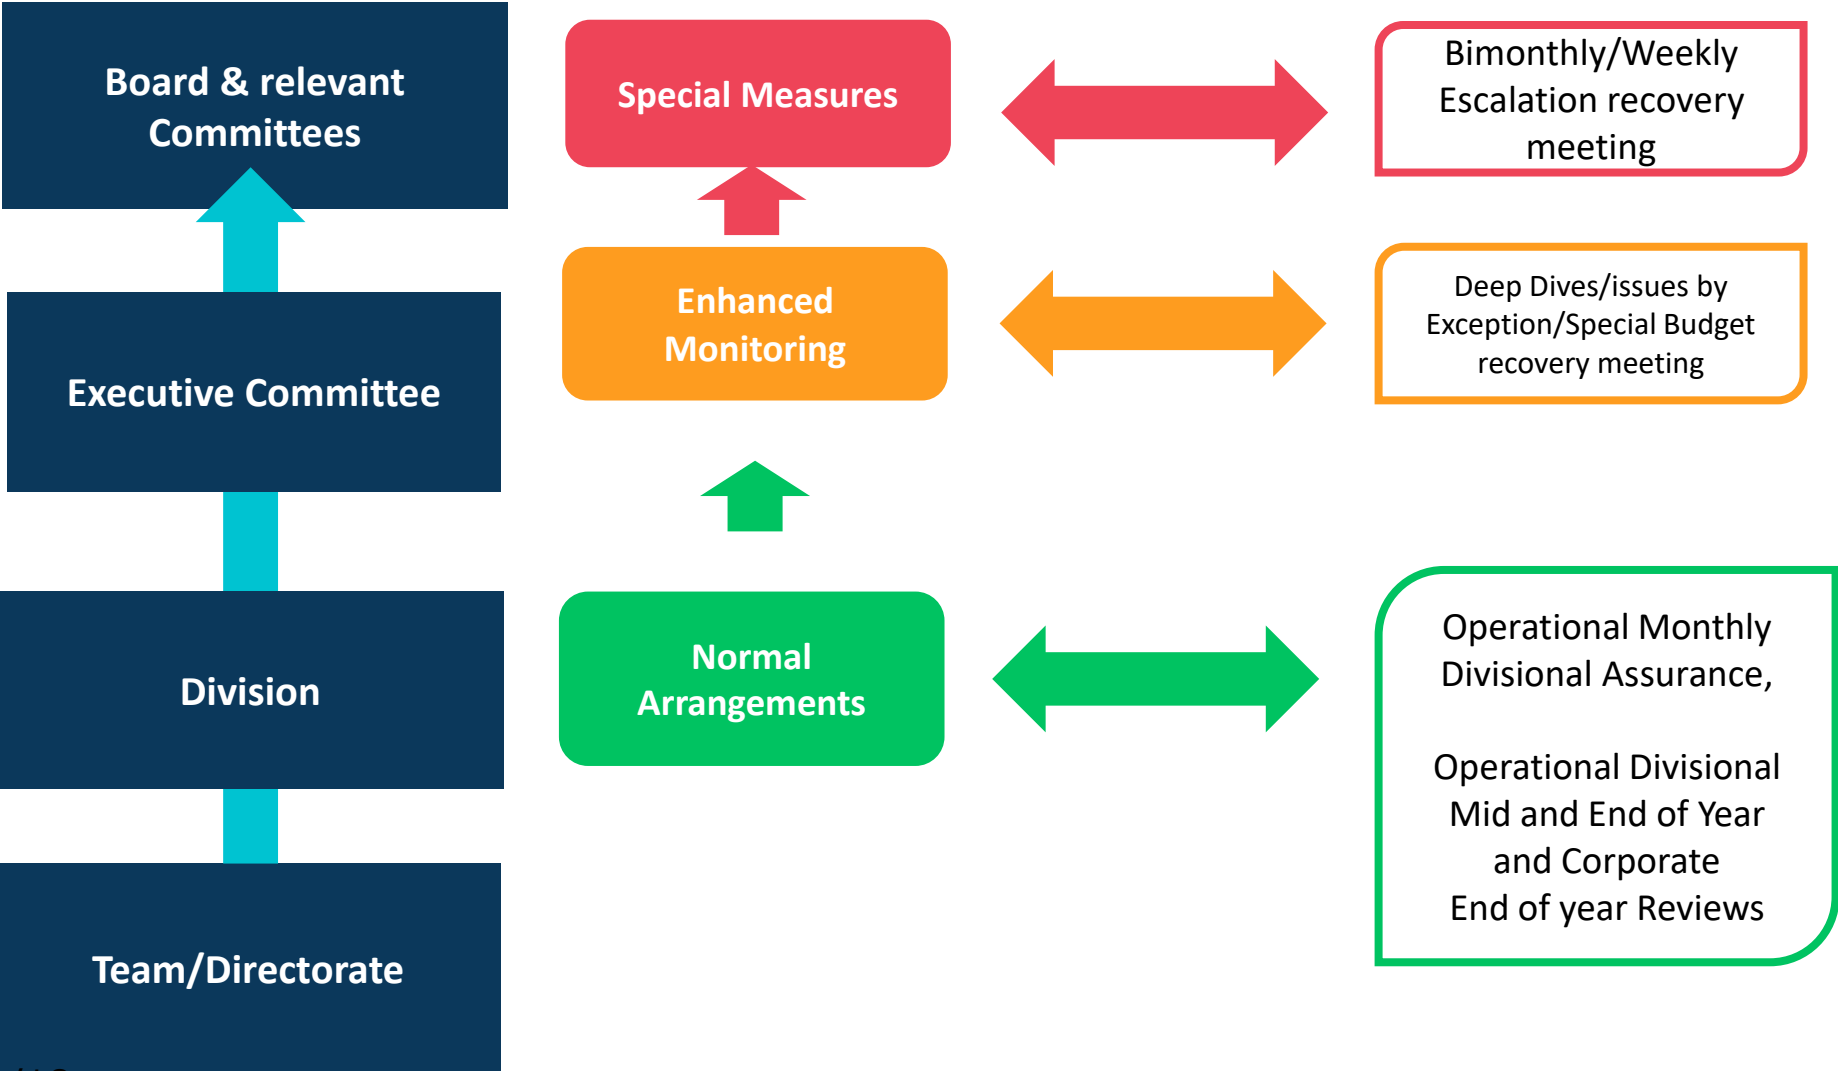 Board & relevant
Committees
Special Measures
Bimonthly/Weekly
Escalation recovery
meeting
Executive Committee
Enhanced
Monitoring
Deep Dives/issues by
Exception/Special Budget
recovery meeting
Division
Normal
Arrangements
Operational Monthly
Divisional Assurance,
Operational Divisional
Mid and End of Year
and Corporate
End of year Reviews
Team/Directorate